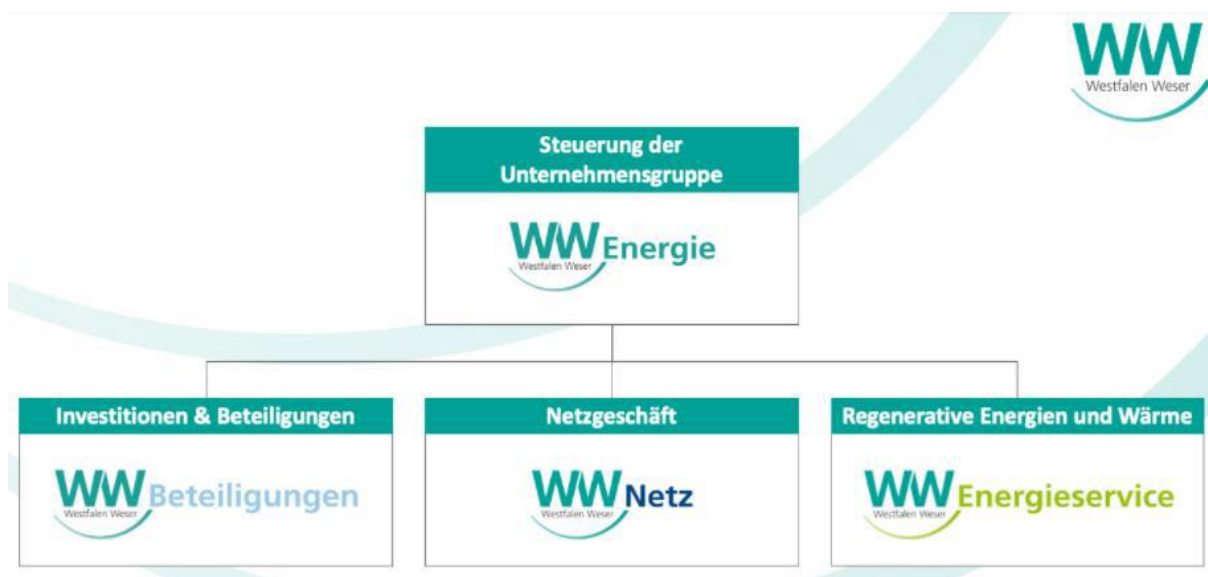 WW
Westfalen Weser
Steuerung der
Unternehmensgruppe
WW Energie
Westfalen Weser
Investitionen & Beteiligungen
WW Beteiligungen
Westfalen Weser
Netzgeschäft
WW Netz
Westfalen Weser
Regenerative Energien und Wärme
WW Energieservice
Westfalen Weser